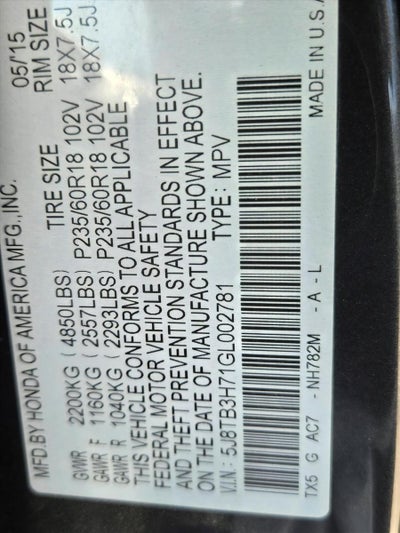 MFD.BY HONDA OF AMERICA MFG.,INC. 05/15
TIRE SIZE RIM SIZE
GVWR 2200KG ( 4850LBS)
GAWR F 1160KG ( 2557LBS) P235/60R18 102V 18X7.5J
GAWR R 1040KG ( 2293LBS) P235/60R18 102V 18X7.5J
THIS VEHICLE CONFORMS TO ALL APPLICABLE
FEDERAL MOTOR VEHICLE SAFETY
AND THEFT PREVENTION STANDARDS IN EFFECT
ON THE DATE OF MANUFACTURE SHOWN ABOVE.
V.I.N.: 5J8TB3H71GL002781 TYPE: MPV
TX5 G AC7 -NH782M - A - L MADE IN U.S.A